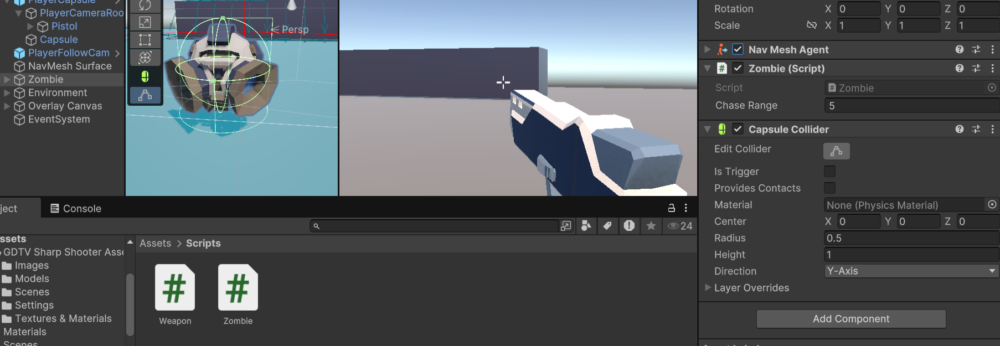 PlayerCapsule
PlayerCameraRoo
Pistol
Capsule
PlayerFollowCam
NavMesh Surface
Zombie
Environment
Overlay Canvas
EventSystem
Persp
Rotation X 0 Y 0 Z 0
Scale X 1 Y 1 Z 1
Nav Mesh Agent
# Zombie (Script)
Script # Zombie
Chase Range 5
Capsule Collider
Edit Collider
Is Trigger
Provides Contacts
Material None (Physics Material)
Center X 0 Y 0 Z 0
Radius 0.5
Height 1
Direction Y-Axis
Layer Overrides
Add Component
ject Console
24
ssets
GDTV Sharp Shooter Asse
Images
Models
Scenes
Settings
Textures & Materials
Materials
Scenes
Assets > Scripts
# #
Weapon Zombie